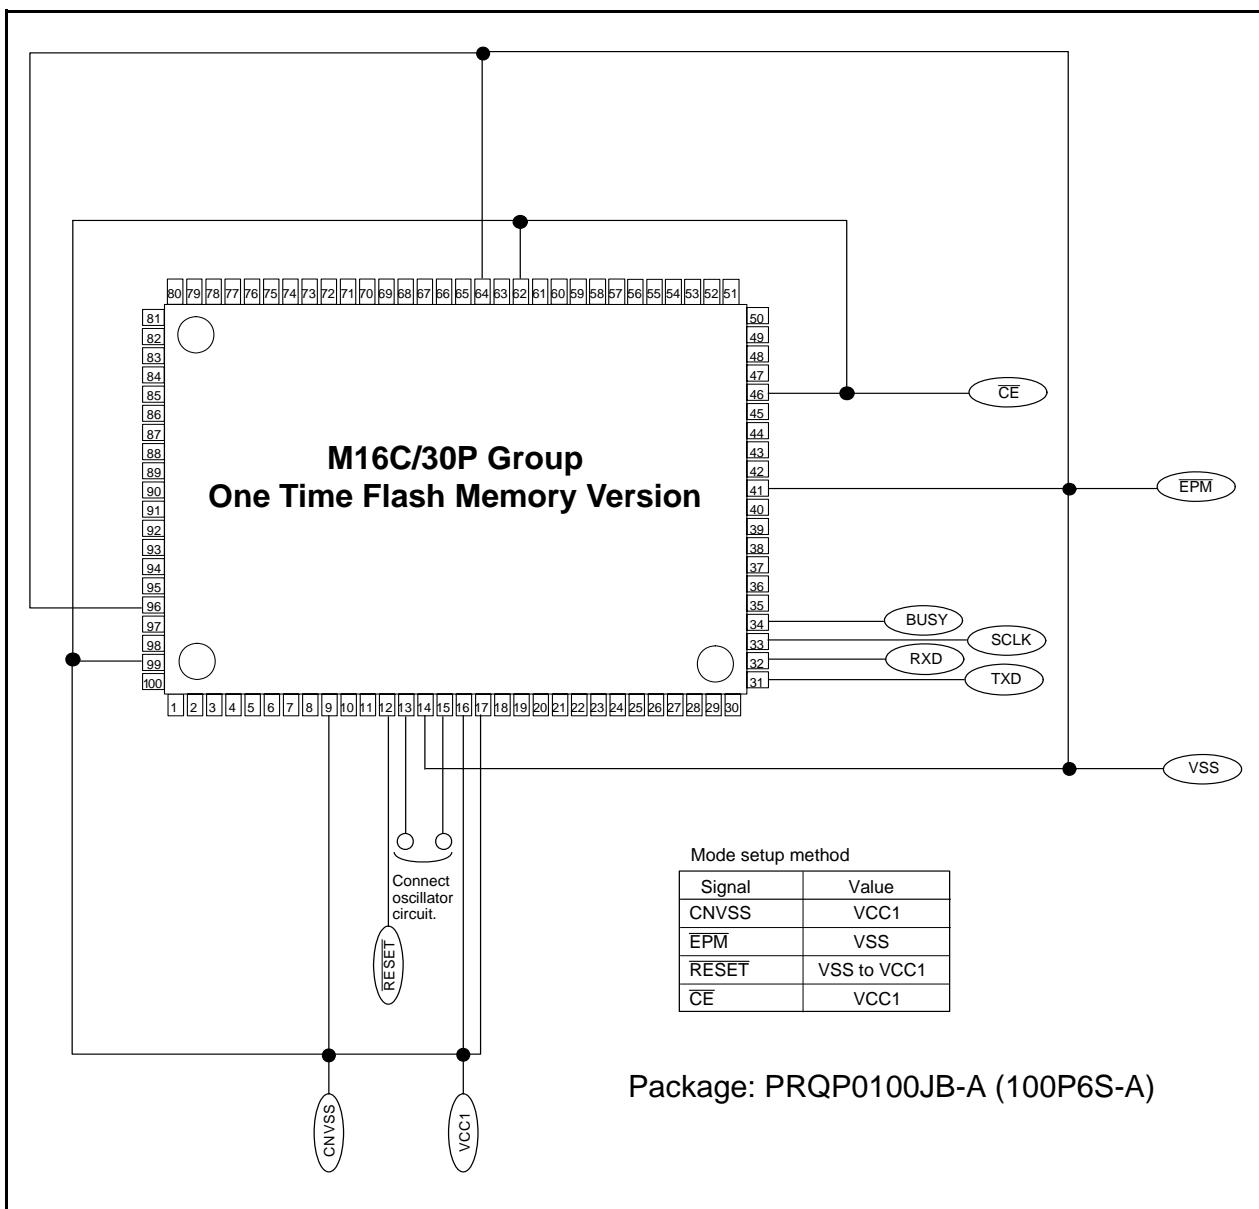 80 79 78 77 76 75 74 73 72 71 70 69 68 67 66 65 64 63 62 61 60 59 58 57 56 55 54 53 52 51
81
82
83
84
85
86
87
88
89
90
91
92
93
94
95
96
97
98
99
100
M16C/30P Group
One Time Flash Memory Version
50
49
48
47
46
45
44
43
42
41
40
39
38
37
36
35
34
33
32
31
CE
EPM
BUSY
SCLK
RXD
TXD
VSS
1 2 3 4 5 6 7 8 9 10 11 12 13 14 15 16 17 18 19 20 21 22 23 24 25 26 27 28 29 30
Connect
oscillator
circuit.
RESET
CNVSS
VCC1
Mode setup method
Signal Value
CNVSS VCC1
EPM VSS
RESET VSS to VCC1
CE VCC1
Package: PRQP0100JB-A (100P6S-A)